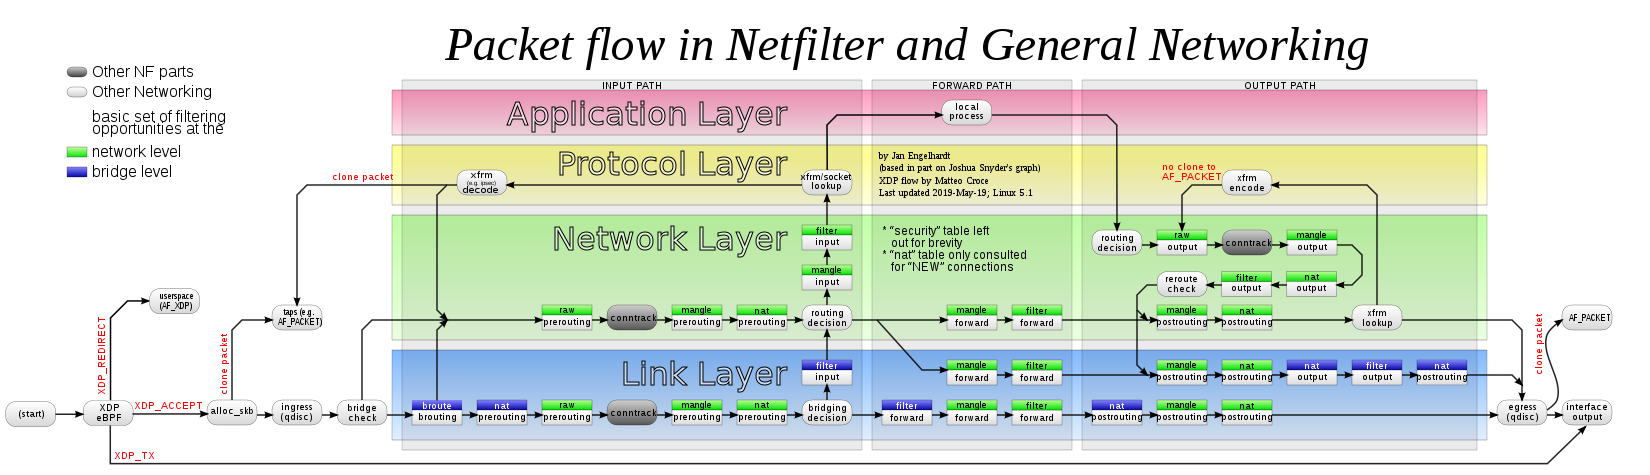 Packet flow in Netfilter and General Networking
Other NF parts
Other Networking
basic set of filtering
opportunities at the
network level
bridge level
INPUT PATH
FORWARD PATH
OUTPUT PATH
Application Layer
local
process
Protocol Layer
by Jan Engelhardt
(based in part on Joshua Snyder's graph)
XDP flow by Matteo Croce
Last updated 2019-May-19; Linux 5.1
no clone to
AF_PACKET
clone packet
xfrm
(e.g. ipsec)
decode
xfrm/socket
lookup
xfrm
encode
Network Layer
filter
input
* “security” table left
out for brevity
* “nat” table only consulted
for “NEW” connections
routing
decision
raw
output
conntrack
mangle
output
mangle
input
reroute
check
filter
output
nat
output
userspace
(AF_XDP)
taps (e.g.
AF_PACKET)
raw
prerouting
conntrack
mangle
prerouting
nat
prerouting
routing
decision
mangle
forward
filter
forward
mangle
postrouting
nat
postrouting
xfrm
lookup
AF_PACKET
XDP_REDIRECT
clone packet
clone packet
Link Layer
filter
input
mangle
forward
filter
forward
mangle
postrouting
nat
postrouting
nat
output
filter
output
nat
postrouting
(start)
XDP
eBPF
XDP_ACCEPT
alloc_skb
ingress
(qdisc)
bridge
check
broute
brouting
nat
prerouting
raw
prerouting
conntrack
mangle
prerouting
nat
prerouting
bridging
decision
filter
forward
mangle
forward
filter
forward
nat
postrouting
mangle
postrouting
nat
postrouting
egress
(qdisc)
interface
output
XDP_TX